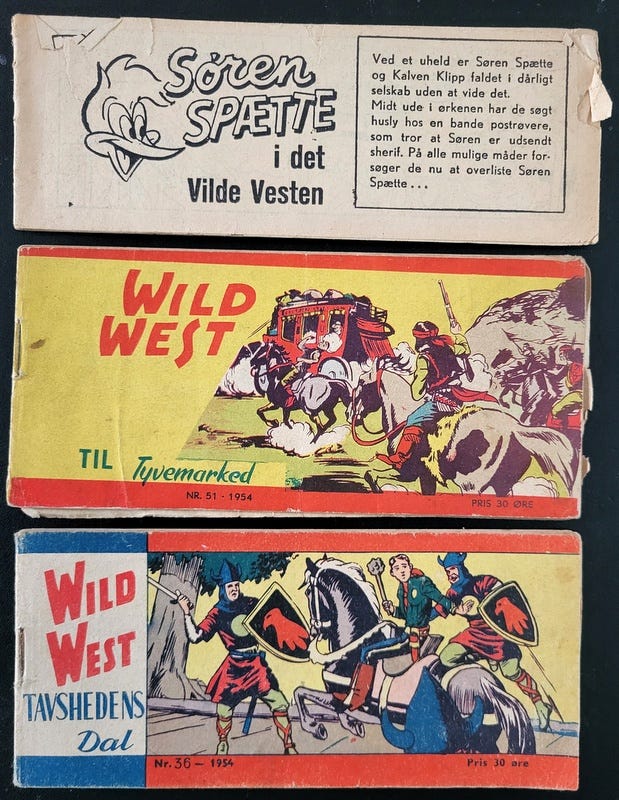 Søren
SPÆTTE
i det
Vilde Vesten
Ved et uheld er Søren Spætte
og Kalven Klipp faldet i dårligt
selskab uden at vide det.
Midt ude i ørkenen har de søgt
husly hos en bande postrøvere,
som tror at Søren er udsendt
sherif. På alle mulige måder for-
søger de nu at overliste Søren
Spætte . . .
WILD
WEST
TIL Tyvemarked
NR. 51 · 1954
PRIS 30 ØRE
WILD
WEST
TAVSHEDENS
Dal
Nr. 36 — 1954
Pris 30 øre